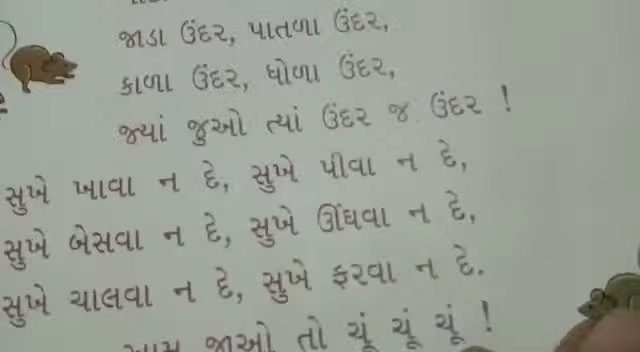 જાડા ઉંદર, પાતળા ઉંદર,
કાળા ઉંદર, ધોળા ઉંદર,
જ્યાં જુઓ ત્યાં ઉંદર જ ઉંદર !
સુખે ખાવા ન દે, સુખે પીવા ન દે,
સુખે બેસવા ન દે, સુખે ઊંઘવા ન દે,
સુખે ચાલવા ન દે, સુખે ફરવા ન દે.
જાઓ તો ચૂં ચૂં ચૂં !